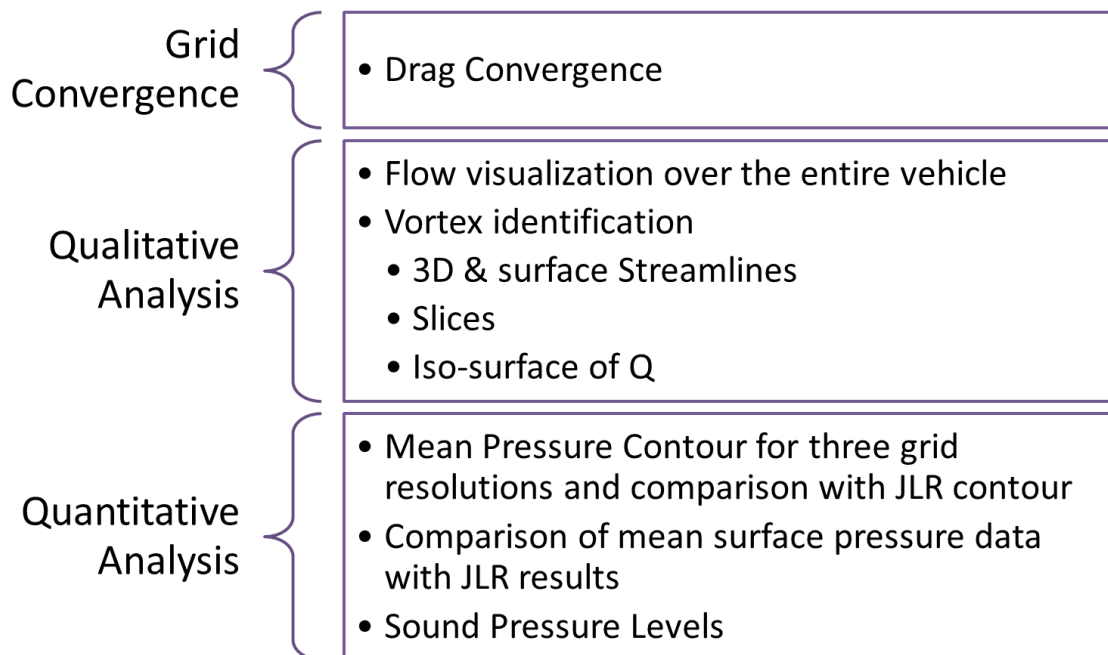 Grid
Convergence
• Drag Convergence
Qualitative
Analysis
• Flow visualization over the entire vehicle
• Vortex identification
• 3D & surface Streamlines
• Slices
• Iso-surface of Q
Quantitative
Analysis
• Mean Pressure Contour for three grid
resolutions and comparison with JLR contour
• Comparison of mean surface pressure data
with JLR results
• Sound Pressure Levels